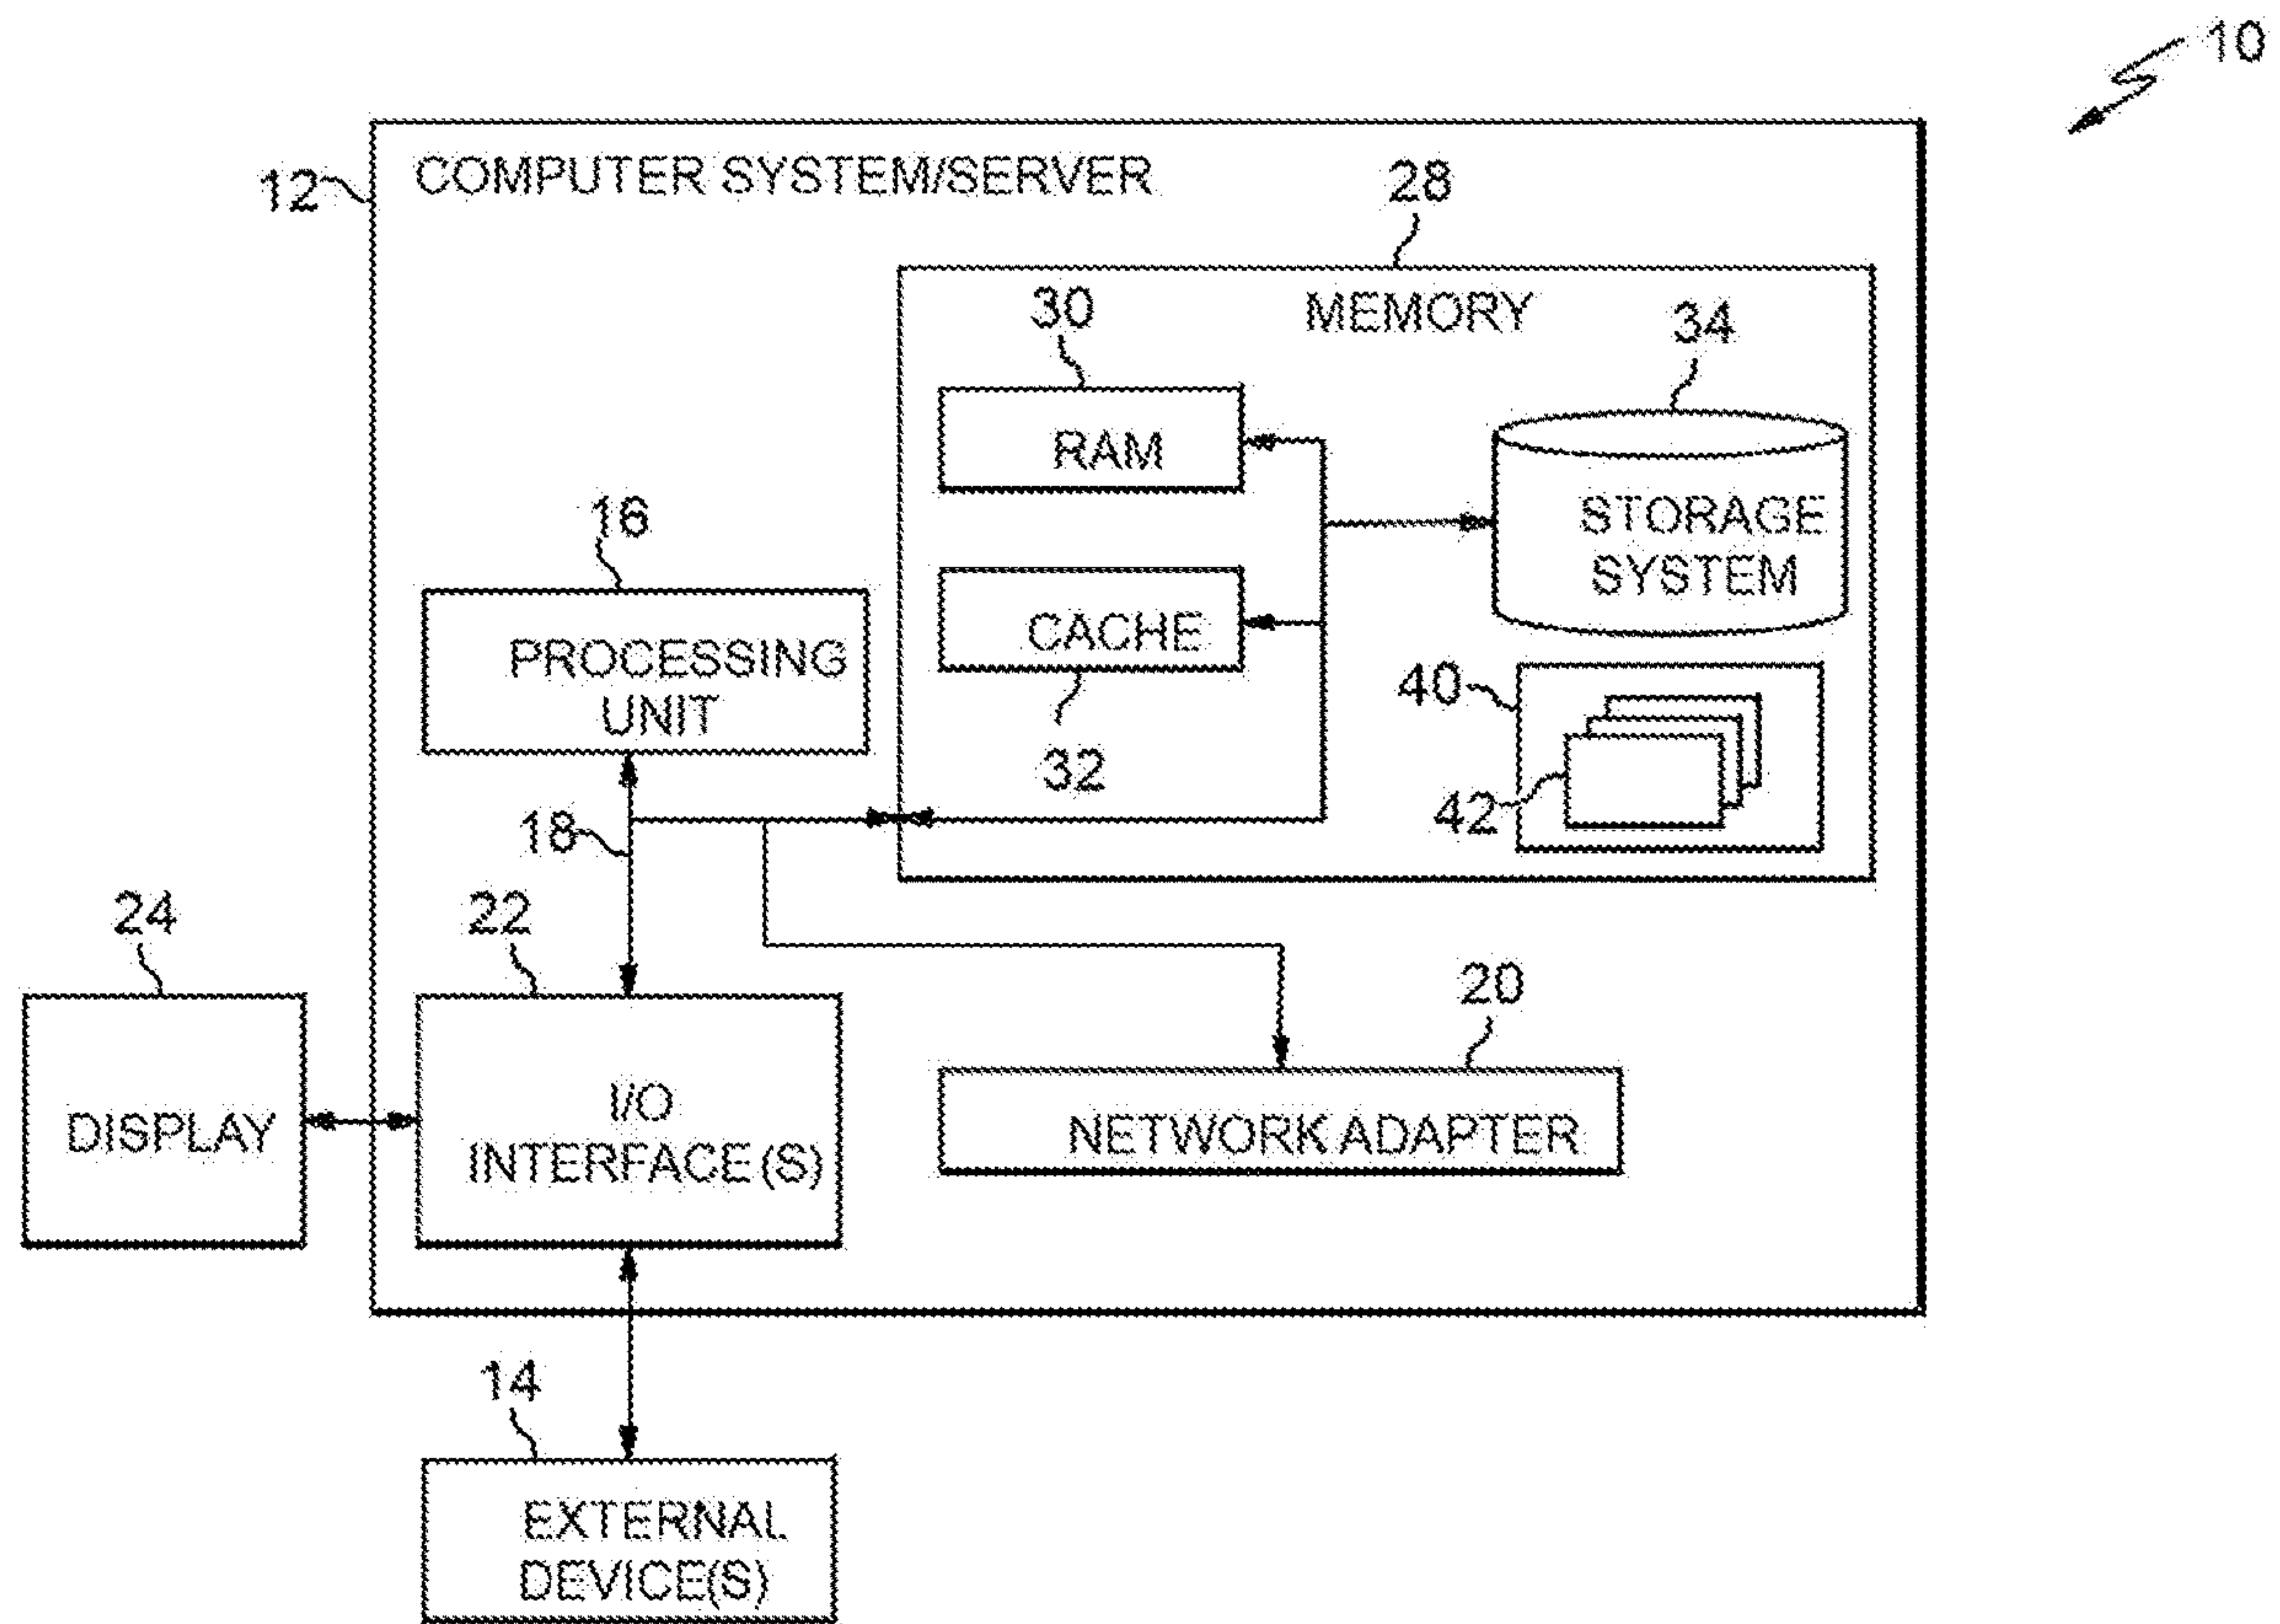 10
12
COMPUTER SYSTEM/SERVER
28
MEMORY
30
34
RAM
STORAGE
SYSTEM
16
CACHE
PROCESSING
UNIT
32
40
42
18
24
22
20
DISPLAY
I/O
INTERFACE(S)
NETWORK ADAPTER
14
EXTERNAL
DEVICE(S)